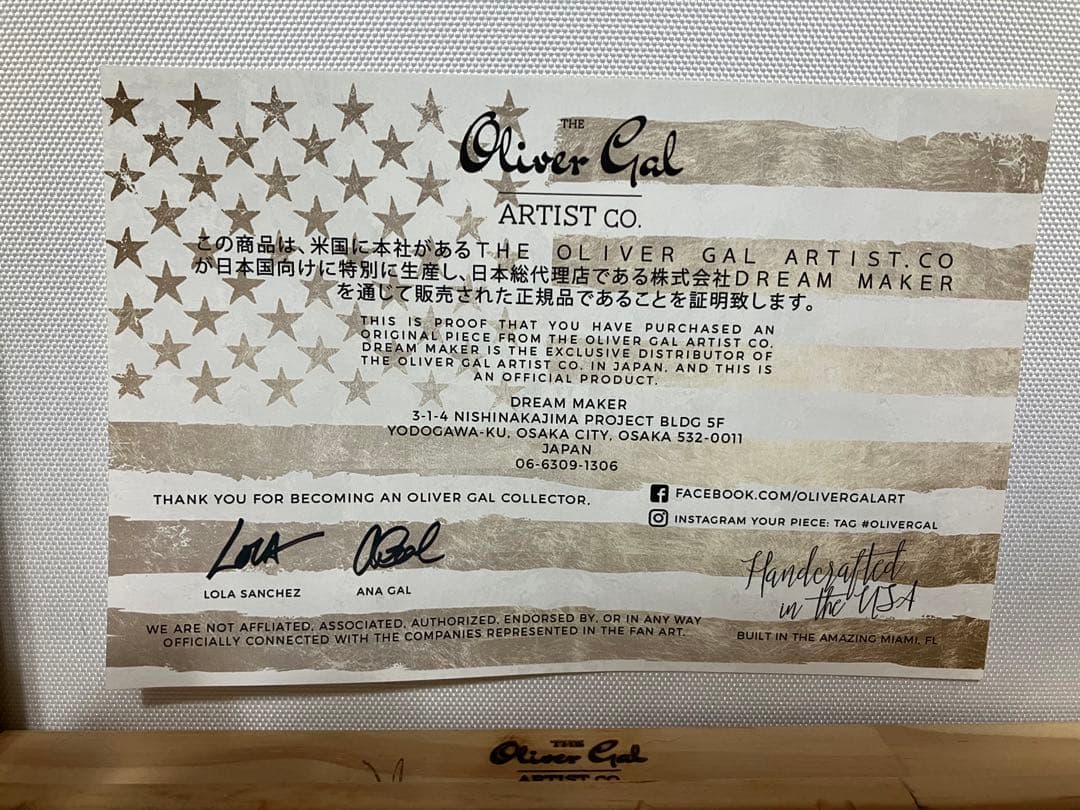 THE
Oliver Gal
ARTIST CO.
この商品は、米国に本社があるTHE OLIVER GAL ARTIST.CO
が日本国向けに特別に生産し、日本総代理店である株式会社DREAM MAKER
を通じて販売された正規品であることを証明致します。
THIS IS PROOF THAT YOU HAVE PURCHASED AN
ORIGINAL PIECE FROM THE OLIVER GAL ARTIST CO.
DREAM MAKER IS THE EXCLUSIVE DISTRIBUTOR OF
THE OLIVER GAL ARTIST CO. IN JAPAN. AND THIS IS
AN OFFICIAL PRODUCT.
DREAM MAKER
3-1-4 NISHINAKAJIMA PROJECT BLDG 5F
YODOGAWA-KU, OSAKA CITY, OSAKA 532-0011
JAPAN
06-6309-1306
THANK YOU FOR BECOMING AN OLIVER GAL COLLECTOR.
FACEBOOK.COM/OLIVERGALART
INSTAGRAM YOUR PIECE: TAG #OLIVERGAL
LOLA
LOLA SANCHEZ
ANA GAL
Handcrafted
in the USA
BUILT IN THE AMAZING MIAMI, FL
WE ARE NOT AFFLIATED, ASSOCIATED, AUTHORIZED, ENDORSED BY, OR IN ANY WAY
OFFICIALLY CONNECTED WITH THE COMPANIES REPRESENTED IN THE FAN ART.
THE
Oliver Gal
ARTIST CO.